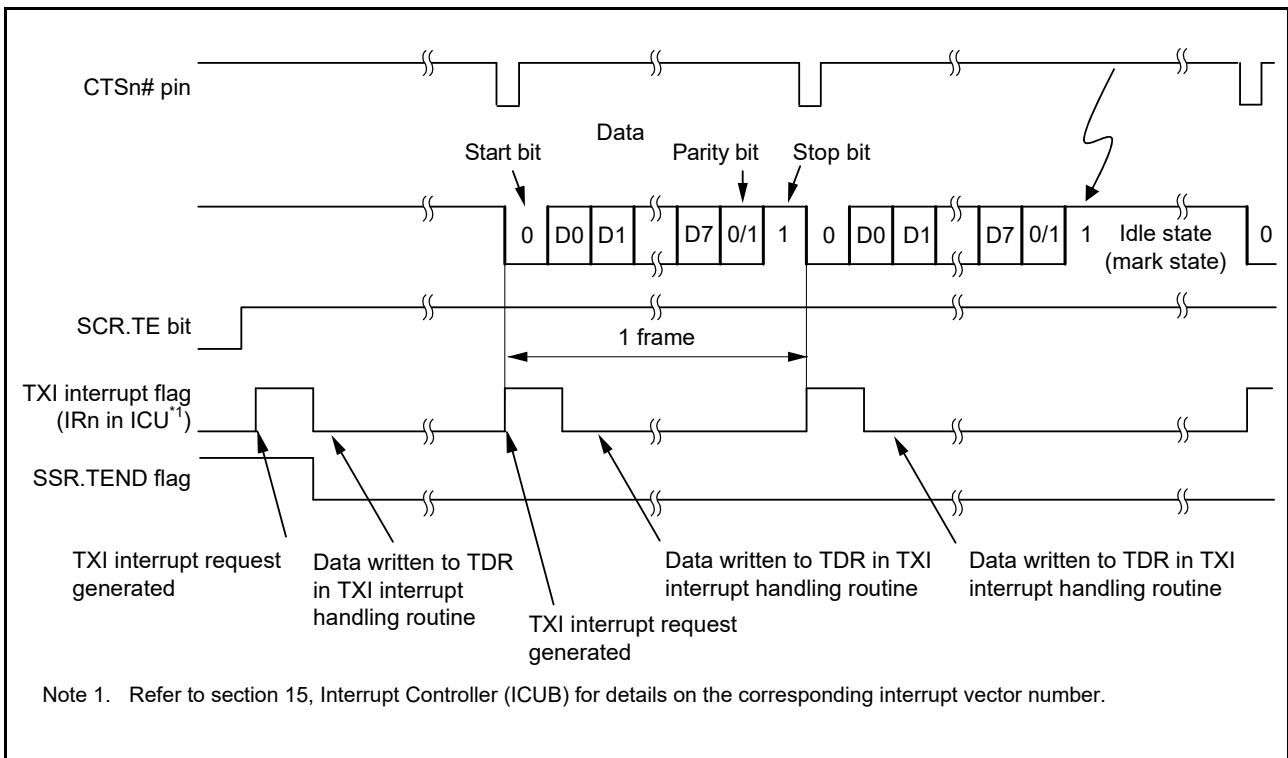 CTSn# pin
Data
Start bit
Parity bit
Stop bit
0 D0 D1 D7 0/1 1 0 D0 D1 D7 0/1 1 Idle state 0
(mark state)
SCR.TE bit
1 frame
TXI interrupt flag
(IRn in ICU*1)
SSR.TEND flag
TXI interrupt request
generated
Data written to TDR
in TXI interrupt
handling routine
TXI interrupt request
generated
Data written to TDR in TXI
interrupt handling routine
Data written to TDR in TXI
interrupt handling routine
Note 1. Refer to section 15, Interrupt Controller (ICUB) for details on the corresponding interrupt vector number.